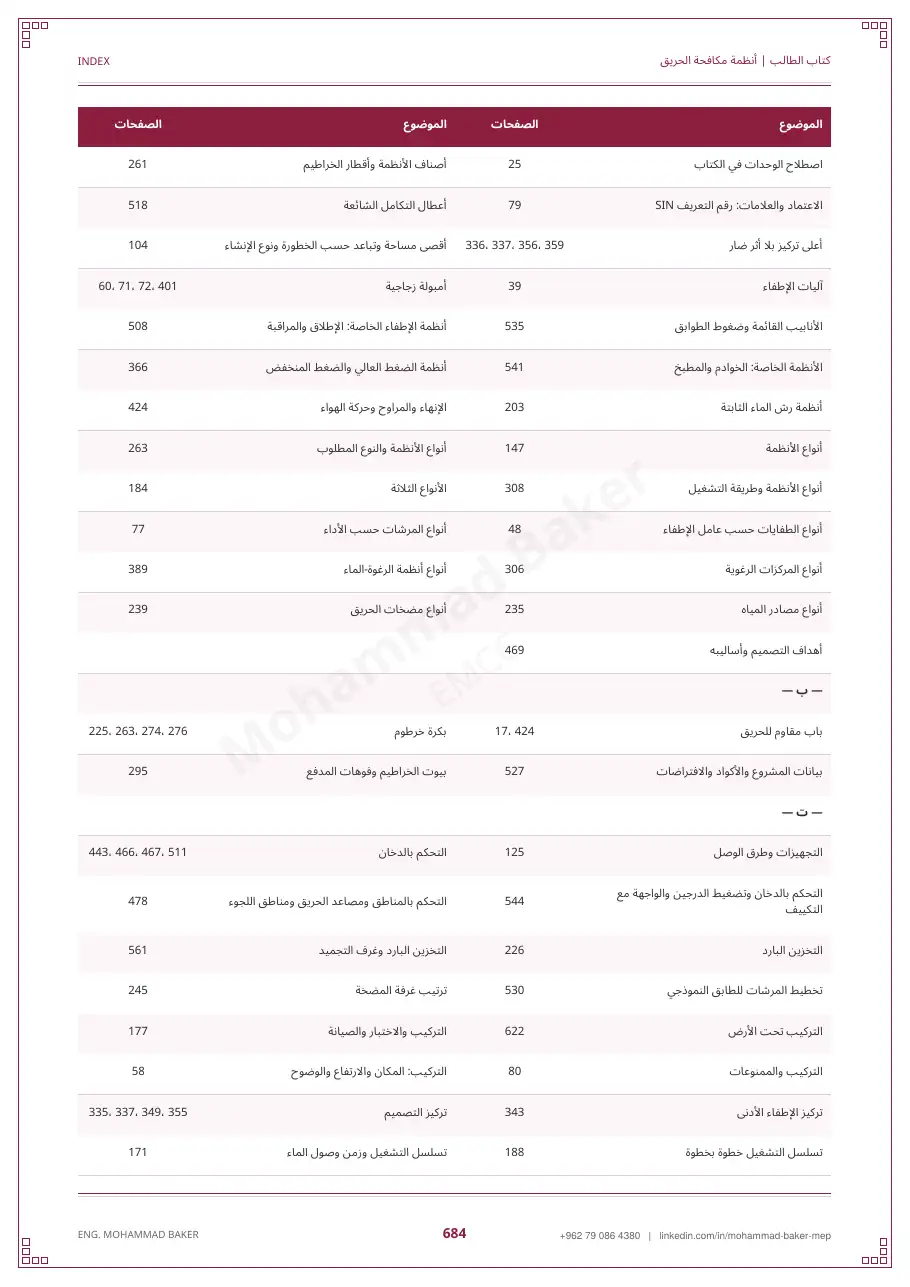 كتاب الطالب | أنظمة مكافحة الحريق INDEX
الموضوع الصفحات الموضوع الصفحات
اصطلاح الوحدات في الكتاب 25 أصناف الأنظمة وأقطار الخراطيم 261
الاعتماد والعلامات: رقم التعريف SIN 79 أعطال التكامل الشائعة 518
أعلى تركيز بلا أثر ضار 336، 337، 356، 359 أقصى مساحة وتباعد حسب الخطورة ونوع الإنشاء 104
آليات الإطفاء 39 أمبولة زجاجية 60، 71، 72، 401
الأنابيب القائمة وضغوط الطوابق 535 أنظمة الإطفاء الخاصة: الإطلاق والمراقبة 508
الأنظمة الخاصة: الخوادم والمطبخ 541 أنظمة الضغط العالي والضغط المنخفض 366
أنظمة رش الماء الثابتة 203 الإنهاء والمراوح وحركة الهواء 424
أنواع الأنظمة 147 أنواع الأنظمة والنوع المطلوب 263
أنواع الأنظمة وطريقة التشغيل 308 الأنواع الثلاثة 184
أنواع الطفايات حسب عامل الإطفاء 48 أنواع المرشات حسب الأداء 77
أنواع المركزات الرغوية 306 أنواع أنظمة الرغوة-الماء 389
أنواع مصادر المياه 235 أنواع مضخات الحريق 239
أهداف التصميم وأساليبه 469
— ب —
باب مقاوم للحريق 17، 424 بكرة خرطوم 225، 263، 274، 276
بيانات المشروع والأكواد والافتراضات 527 بيوت الخراطيم وفوهات المدفع 295
— ت —
التجهيزات وطرق الوصل 125 التحكم بالدخان 443، 466، 467، 511
التحكم بالدخان وتضغيط الدرجين والواجهة مع
التكييف 544 التحكم بالمناطق ومصاعد الحريق ومناطق اللجوء 478
التخزين البارد 226 التخزين البارد وغرف التجميد 561
تخطيط المرشات للطابق النموذجي 530 ترتيب غرفة المضخة 245
التركيب تحت الأرض 622 التركيب والاختبار والصيانة 177
التركيب والممنوعات 80 التركيب: المكان والارتفاع والوضوح 58
تركيز الإطفاء الأدنى 343 تركيز التصميم 335، 337، 349، 355
تسلسل التشغيل خطوة بخطوة 188 تسلسل التشغيل وزمن وصول الماء 171
Mohammad Baker
EMCC
ENG. MOHAMMAD BAKER 684 +962 79 086 4380 | linkedin.com/in/mohammad-baker-mep